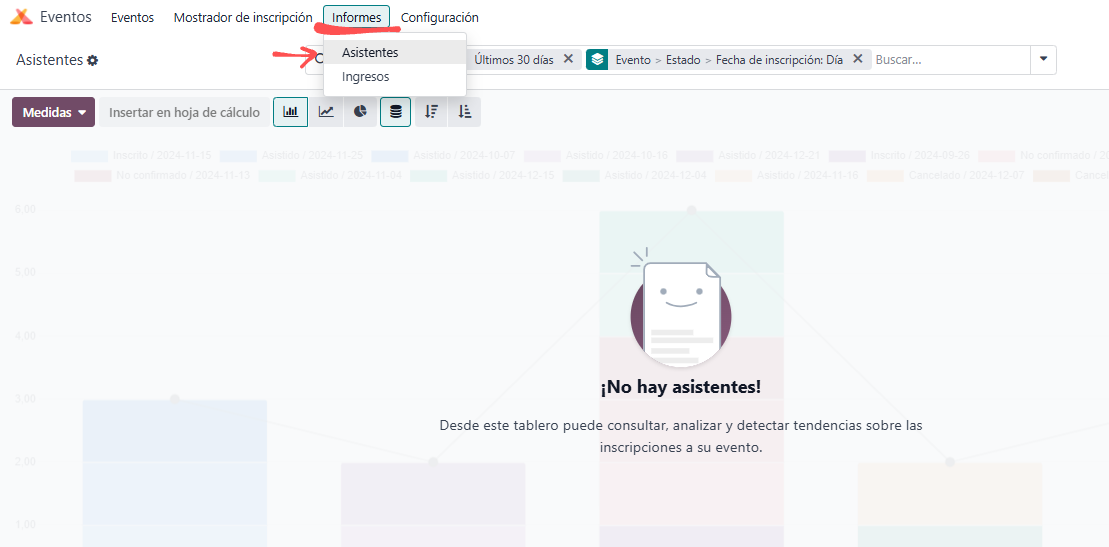 Eventos Eventos Mostrador de inscripción Informes Configuración
Asistentes
Asistentes
Ingresos
Últimos 30 días
Evento > Estado > Fecha de inscripción: Día
Buscar...
Medidas Insertar en hoja de cálculo
Inscrito / 2024-11-15 Asistido / 2024-11-25 Asistido / 2024-10-07 Asistido / 2024-10-16 Asistido / 2024-12-21 Inscrito / 2024-09-26 No confirmado
No confirmado / 2024-11-13 Asistido / 2024-11-04 Asistido / 2024-12-15 Asistido / 2024-12-04 Asistido / 2024-11-18 Cancelado / 2024-12-07
6.00
5.00
4.00
3.00
2.00
1.00
¡No hay asistentes!
Desde este tablero puede consultar, analizar y detectar tendencias sobre las
inscripciones a su evento.